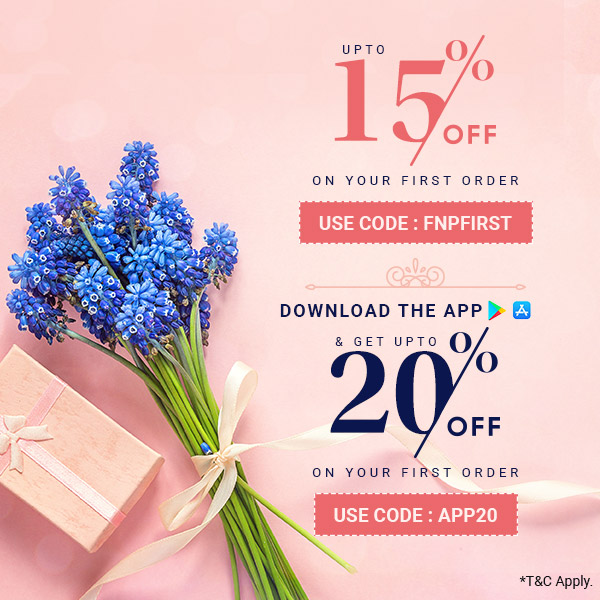 UPTO
15% OFF
ON YOUR FIRST ORDER
USE CODE : FNPFIRST
DOWNLOAD THE APP
& GET UPTO
20% OFF
ON YOUR FIRST ORDER
USE CODE : APP20
*T&C Apply.